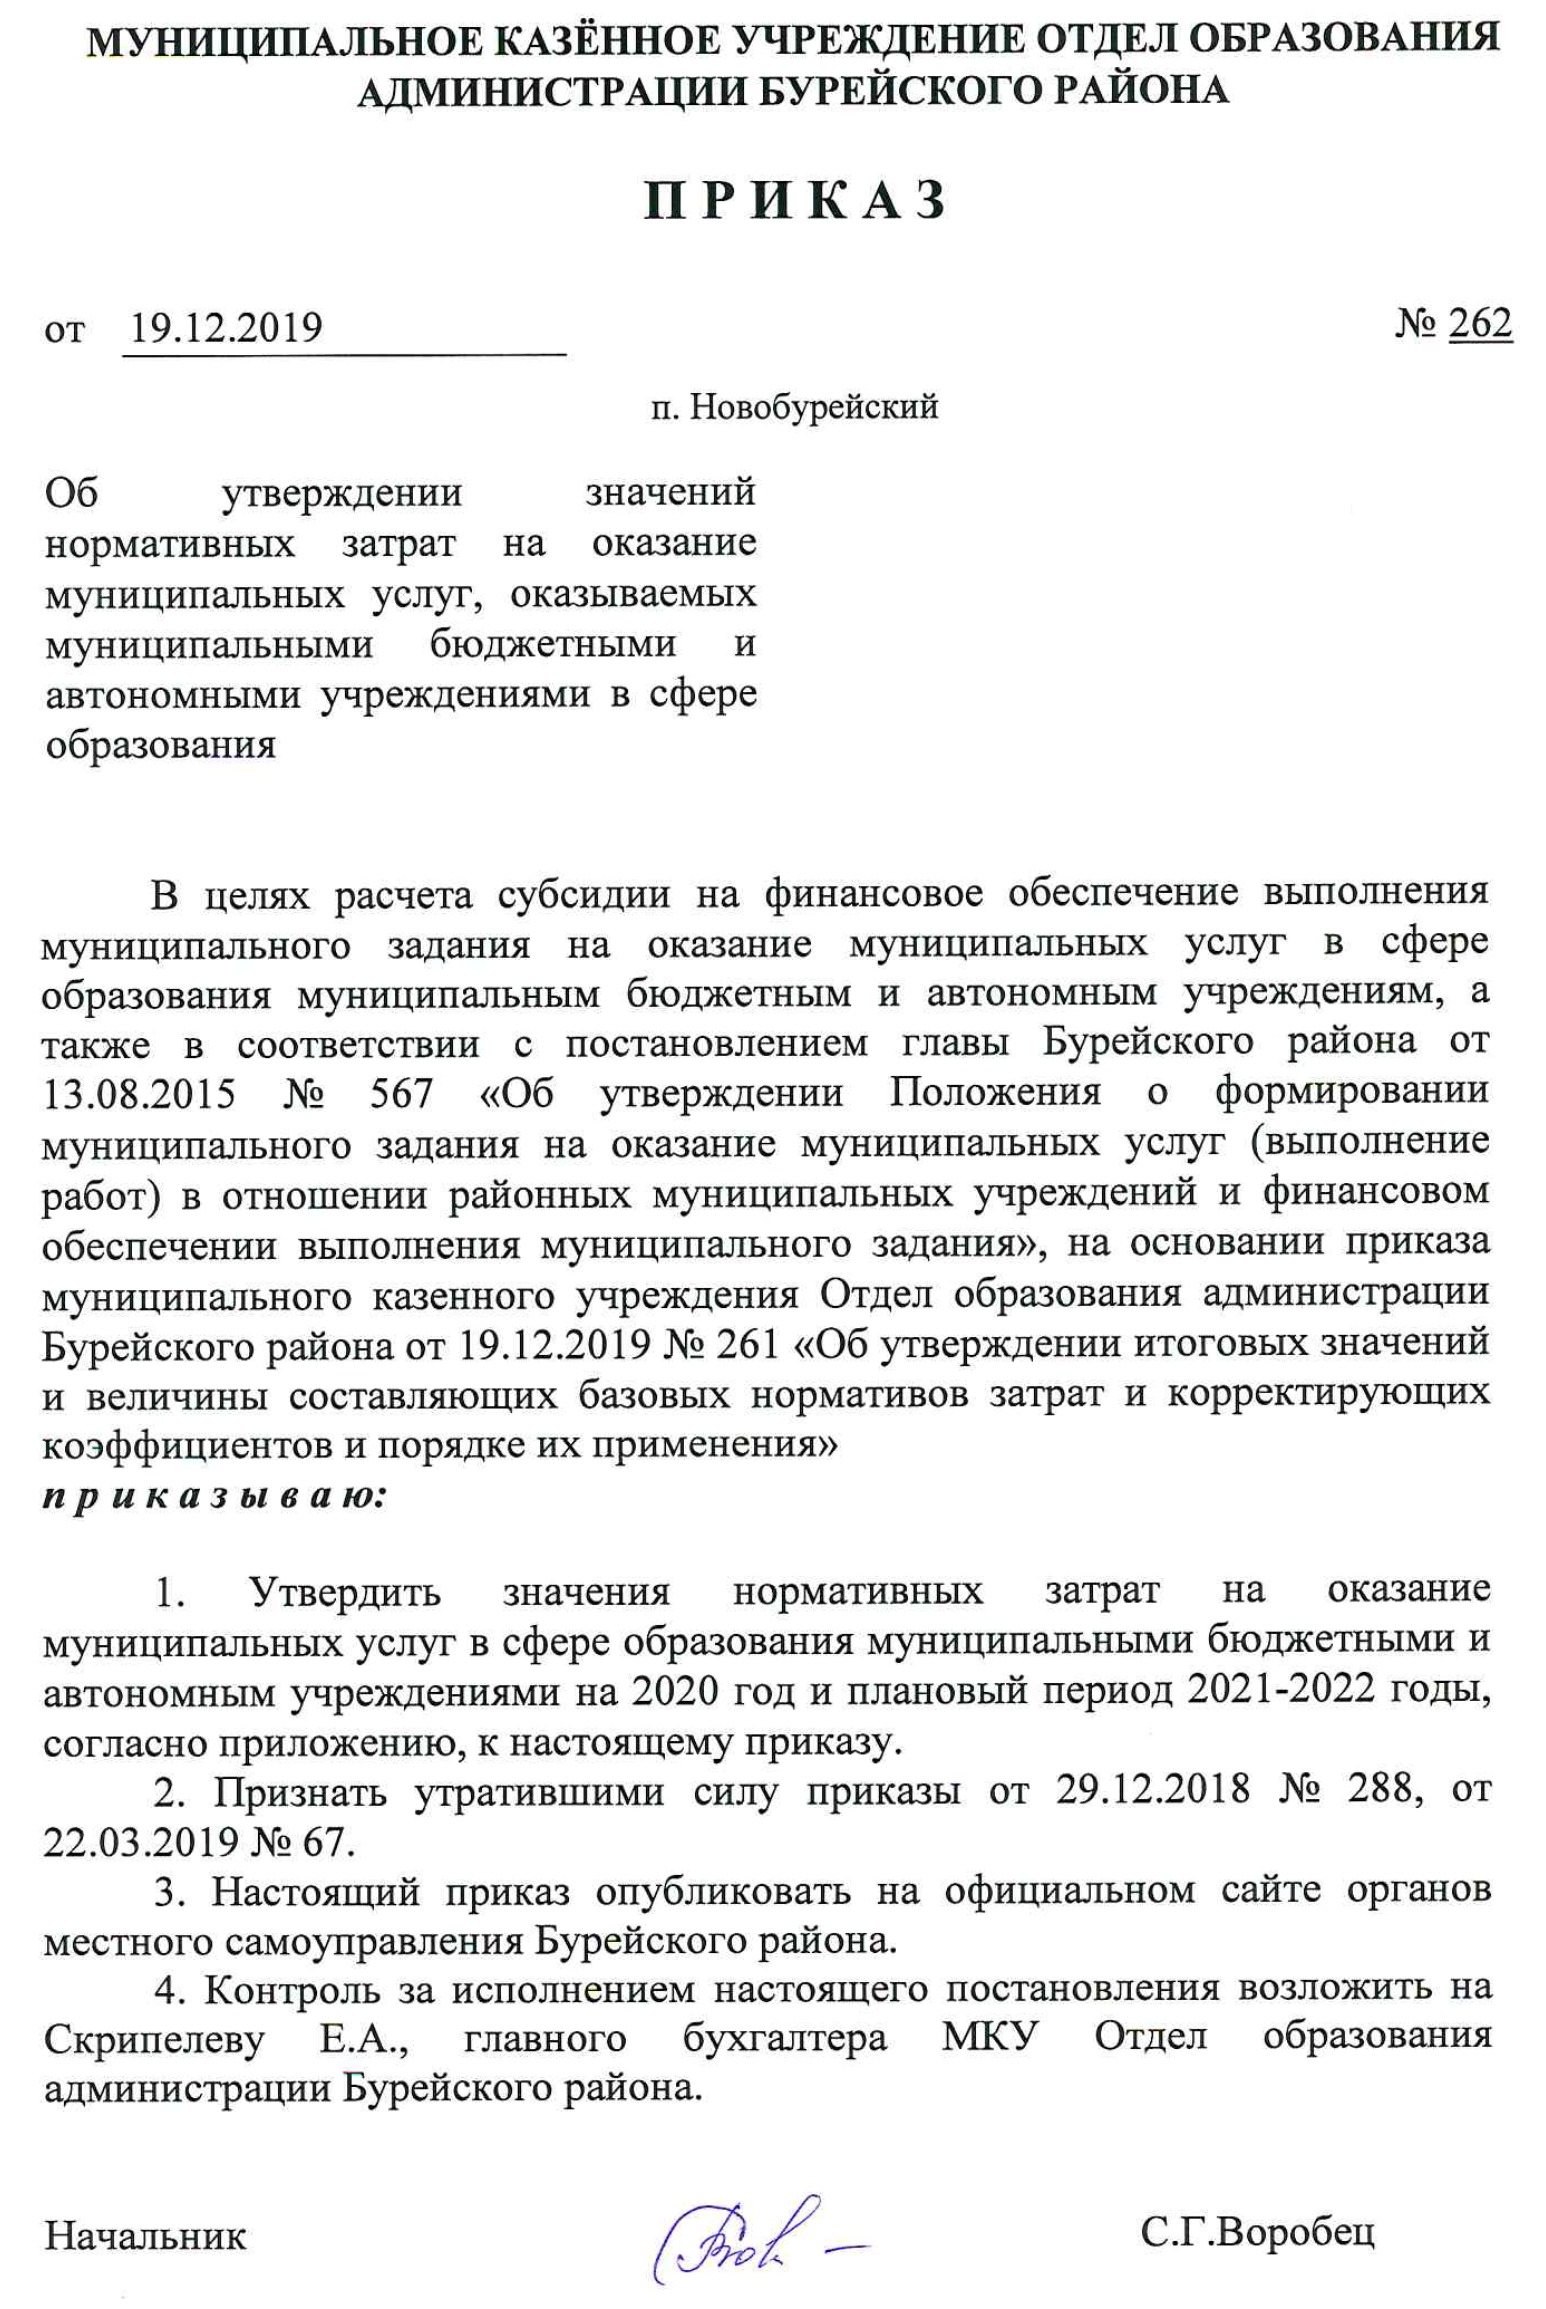 МУНИЦИПАЛЬНОЕ КАЗЁННОЕ УЧРЕЖДЕНИЕ ОТДЕЛ ОБРАЗОВАНИЯ
АДМИНИСТРАЦИИ БУРЕЙСКОГО РАЙОНА
П Р И К А З
от 19.12.2019 № 262
п. Новобурейский
Об утверждении значений
нормативных затрат на оказание
муниципальных услуг, оказываемых
муниципальными бюджетными и
автономными учреждениями в сфере
образования
В целях расчета субсидии на финансовое обеспечение выполнения
муниципального задания на оказание муниципальных услуг в сфере
образования муниципальным бюджетным и автономным учреждениям, а
также в соответствии с постановлением главы Бурейского района от
13.08.2015 № 567 «Об утверждении Положения о формировании
муниципального задания на оказание муниципальных услуг (выполнение
работ) в отношении районных муниципальных учреждений и финансовом
обеспечении выполнения муниципального задания», на основании приказа
муниципального казенного учреждения Отдел образования администрации
Бурейского района от 19.12.2019 № 261 «Об утверждении итоговых значений
и величины составляющих базовых нормативов затрат и корректирующих
коэффициентов и порядке их применения»
п р и к а з ы в а ю:
1. Утвердить значения нормативных затрат на оказание
муниципальных услуг в сфере образования муниципальными бюджетными и
автономным учреждениями на 2020 год и плановый период 2021-2022 годы,
согласно приложению, к настоящему приказу.
2. Признать утратившими силу приказы от 29.12.2018 № 288, от
22.03.2019 № 67.
3. Настоящий приказ опубликовать на официальном сайте органов
местного самоуправления Бурейского района.
4. Контроль за исполнением настоящего постановления возложить на
Скрипелеву Е.А., главного бухгалтера МКУ Отдел образования
администрации Бурейского района.
Начальник С.Г.Воробец